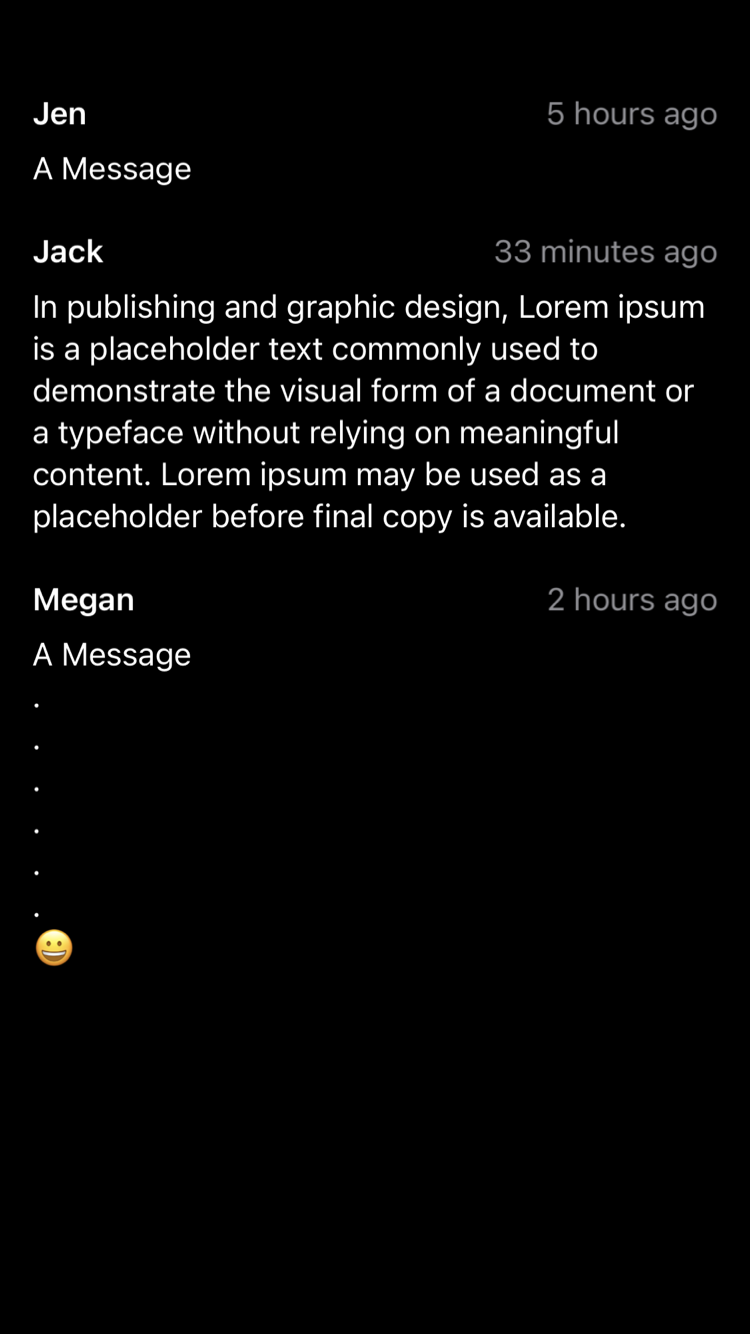 Jen 5 hours ago
A Message
Jack 33 minutes ago
In publishing and graphic design, Lorem ipsum
is a placeholder text commonly used to
demonstrate the visual form of a document or
a typeface without relying on meaningful
content. Lorem ipsum may be used as a
placeholder before final copy is available.
Megan 2 hours ago
A Message
.
.
.
.
.
.
😀